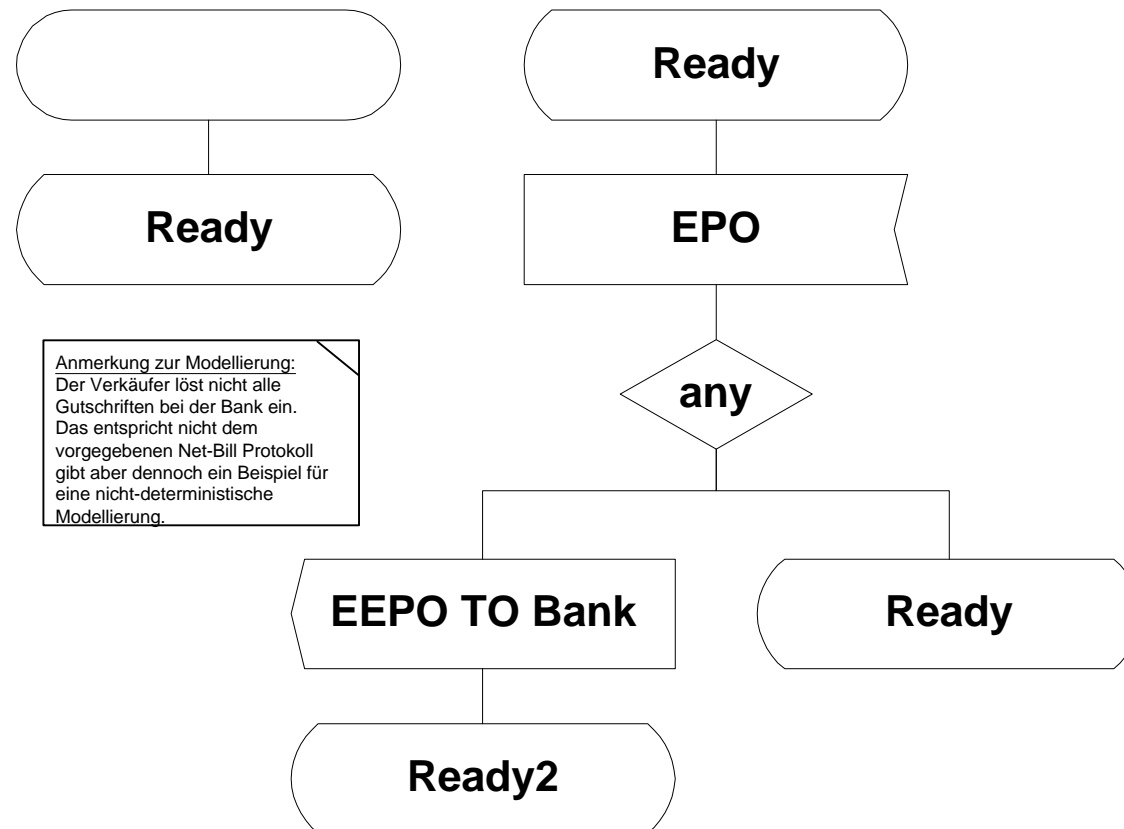 Ready
Ready
EPO
Anmerkung zur Modellierung:
Der Verkäufer löst nicht alle
Gutschriften bei der Bank ein.
Das entspricht nicht dem
vorgegebenen Net-Bill Protokoll
gibt aber dennoch ein Beispiel für
eine nicht-deterministische
Modellierung.
any
EEPO TO Bank
Ready
Ready2